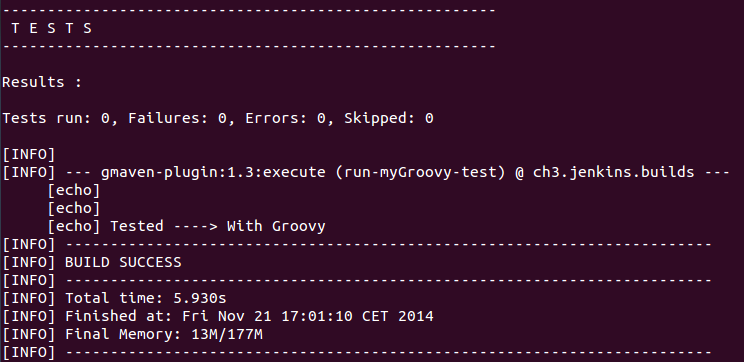 -------------------------------------------------------
 T E S T S
-------------------------------------------------------

Results :

Tests run: 0, Failures: 0, Errors: 0, Skipped: 0

[INFO]
[INFO] --- gmaven-plugin:1.3:execute (run-myGroovy-test) @ ch3.jenkins.builds ---
     [echo]
     [echo]
     [echo] Tested ----> With Groovy
[INFO] ------------------------------------------------------------------------
[INFO] BUILD SUCCESS
[INFO] ------------------------------------------------------------------------
[INFO] Total time: 5.930s
[INFO] Finished at: Fri Nov 21 17:01:10 CET 2014
[INFO] Final Memory: 13M/177M
[INFO] ------------------------------------------------------------------------